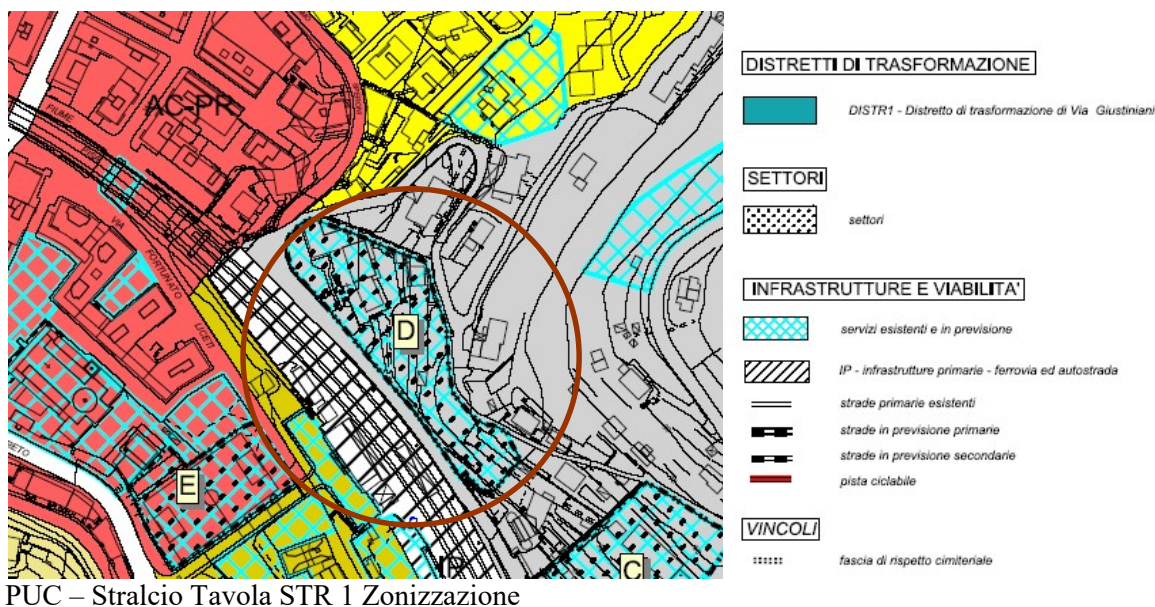 AC-PR
FIUME
VIA
FORTUNATO
UCETI
D
E
C
IP
DISTRETTI DI TRASFORMAZIONE
DISTR1 - Distretto di trasformazione di Via Giustiniani
SETTORI
settori
INFRASTRUTTURE E VIABILITA'
servizi esistenti e in previsione
IP - infrastrutture primarie - ferrovia ed autostrada
strade primarie esistenti
strade in previsione primarie
strade in previsione secondarie
pista ciclabile
VINCOLI
fascia di rispetto cimiteriale
PUC – Stralcio Tavola STR 1 Zonizzazione